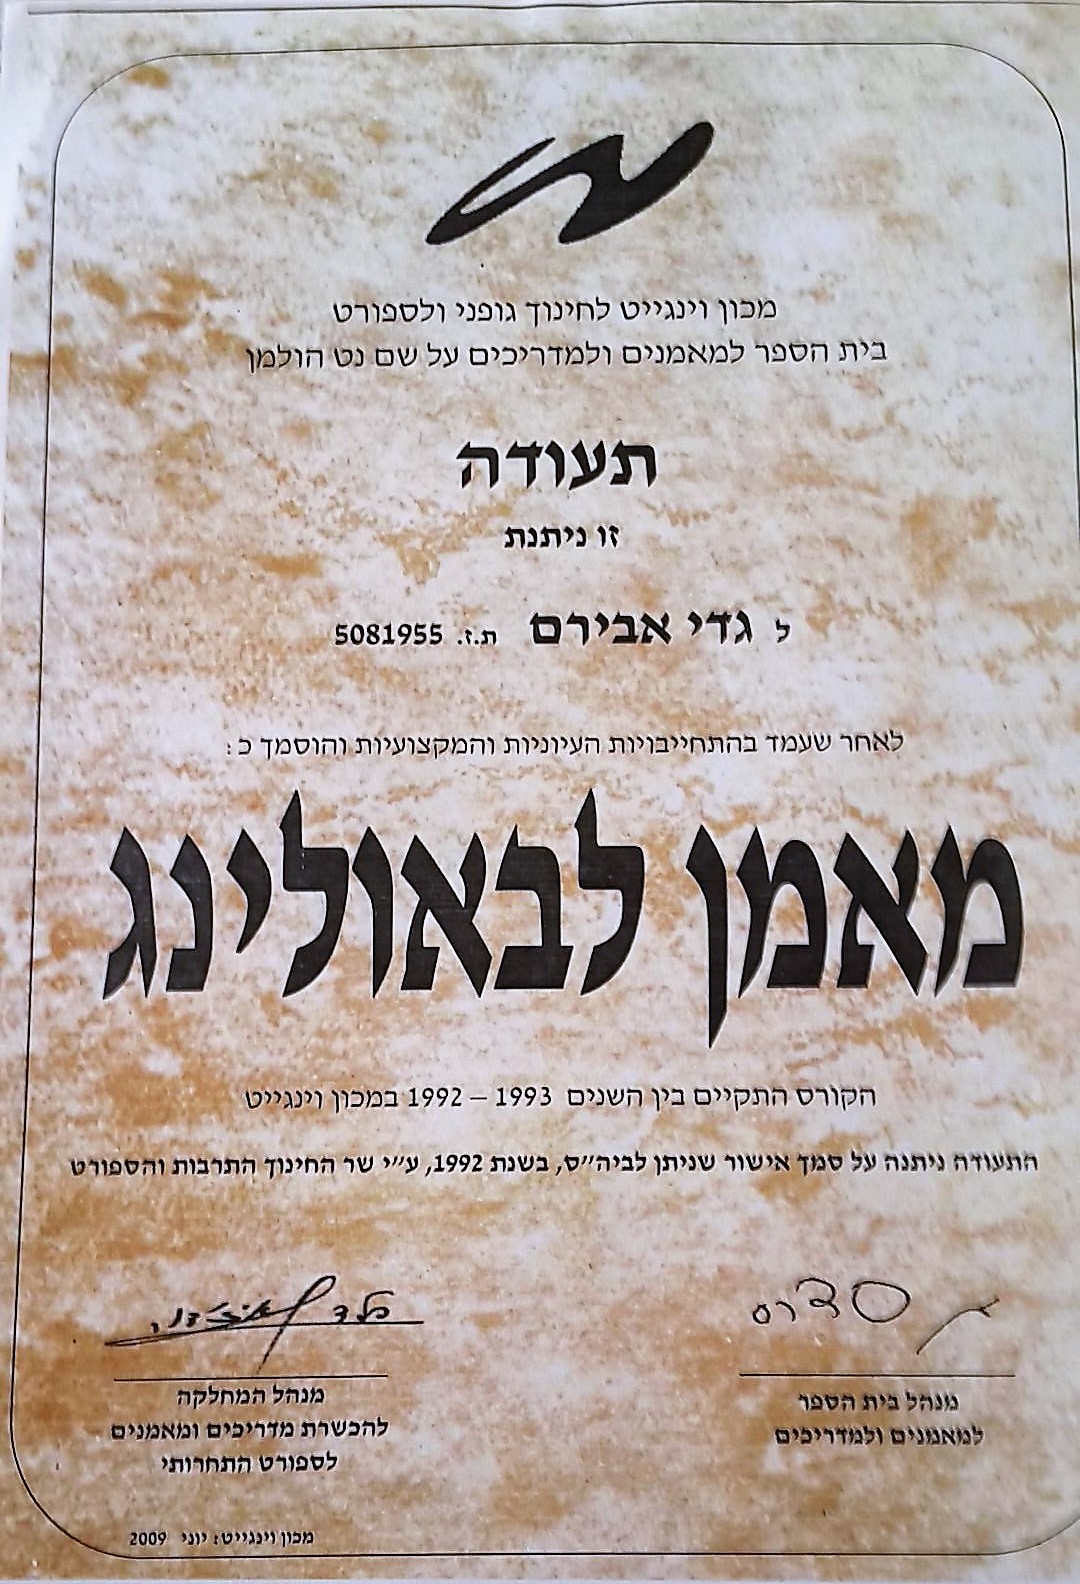 מכון וינגייט לחינוך גופני ולספורט
בית הספר למאמנים ולמדריכים על שם נט הולמן
תעודה
זו ניתנת
ל גדי אבירם ת.ז. 5081955
לאחר שעמד בהתחייבויות העיוניות והמקצועיות והוסמך כ:
מאמן לבאולינג
הקורס התקיים בין השנים 1993 – 1992 במכון וינגייט
התעודה ניתנה על סמך אישור שניתן לביה״ס, בשנת 1992, ע״י שר החינוך התרבות והספורט
מנהל בית הספר
למאמנים ולמדריכים
מנהל המחלקה
להכשרת מדריכים ומאמנים
לספורט התחרותי
מכון וינגייט: יוני 2009